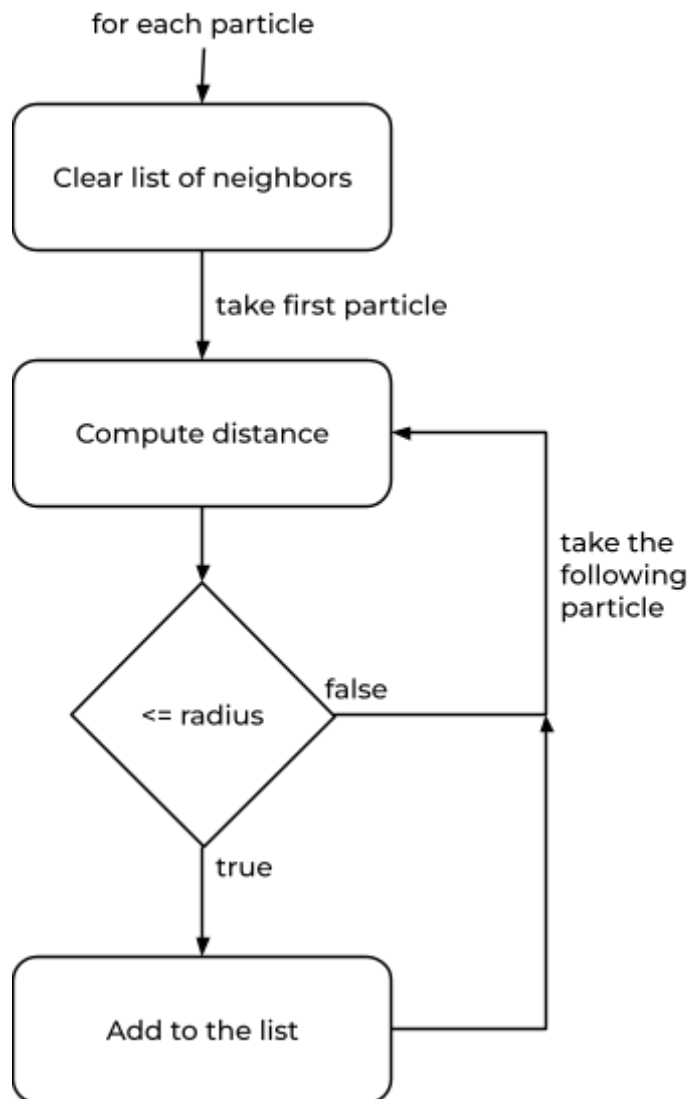 for each particle
Clear list of neighbors
take first particle
Compute distance
take the
following
particle
false
<= radius
true
Add to the list